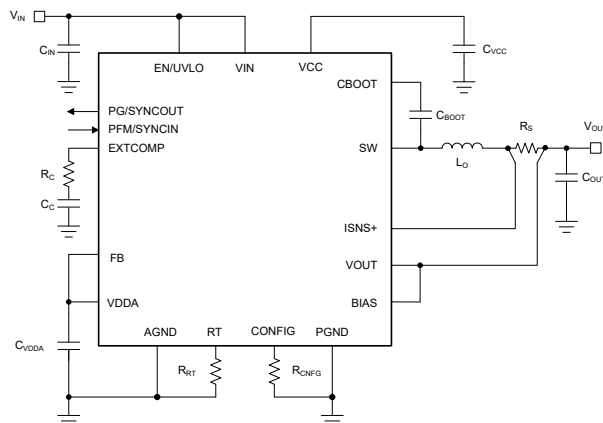 VIN
CIN
EN/UVLO VIN VCC
CVCC
CBOOT
CBOOT
PG/SYNCOUT
PFM/SYNCIN
EXTCOMP
SW
LO
RS
VOU
COUT
RC
CC
ISNS+
FB
VOUT
VDDA
BIAS
CVDDA
AGND RT CONFIG PGND
RRT
RCNFG